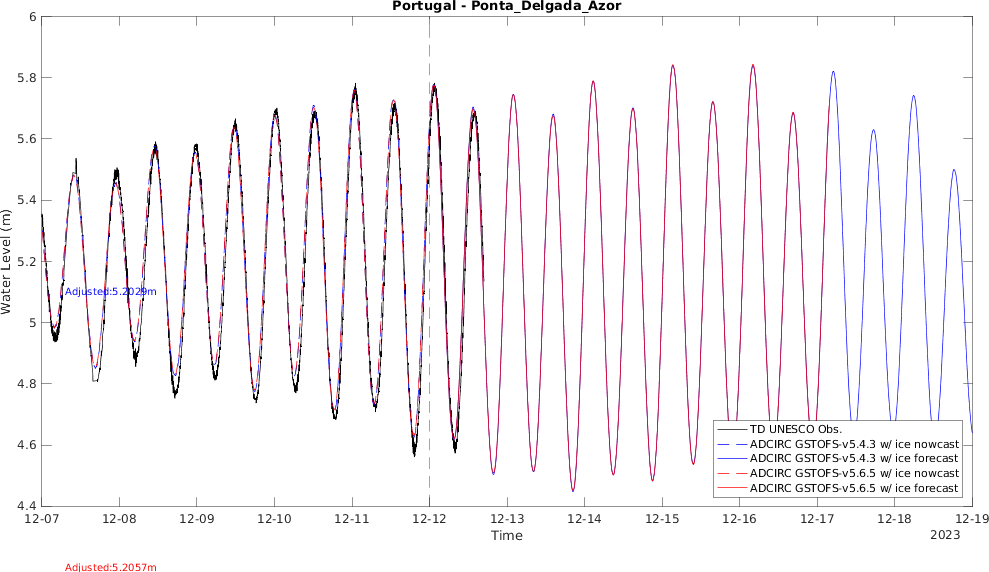 Portugal - Ponta_Delgada_Azor
6
5.8
5.6
5.4
5.2
5
4.8
4.6
4.4
Water Level (m)
Adjusted:5.2029m
TD UNESCO Obs.
ADCIRC GSTOFS-v5.4.3 w/ ice nowcast
ADCIRC GSTOFS-v5.4.3 w/ ice forecast
ADCIRC GSTOFS-v5.6.5 w/ ice nowcast
ADCIRC GSTOFS-v5.6.5 w/ ice forecast
12-07 12-08 12-09 12-10 12-11 12-12 12-13 12-14 12-15 12-16 12-17 12-18 12-19
Time
2023
Adjusted:5.2057m